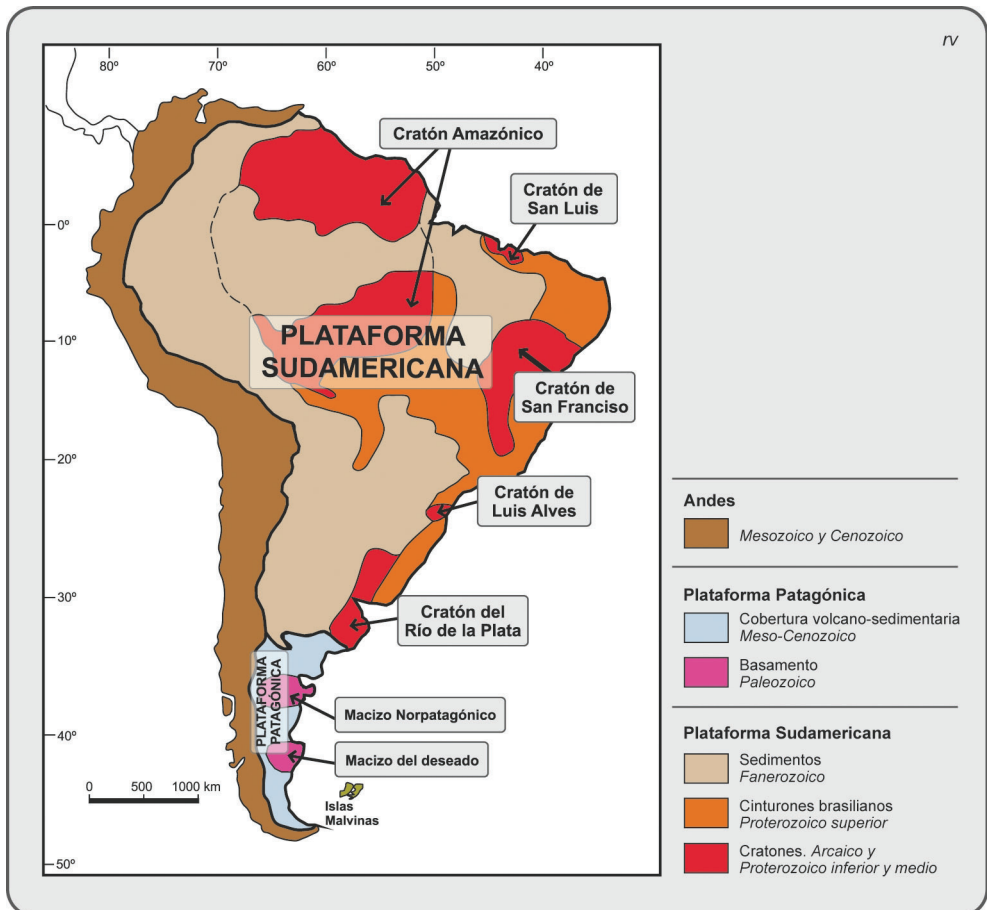 rv
80º
70º
60º
50º
40º
Cratón Amazónico
Cratón de
San Luis
0º
10º
PLATAFORMA
SUDAMERICANA
Cratón de
San Franciso
20º
Cratón de
Luis Alves
30º
Cratón del
Río de la Plata
PLATAFORMA
PATAGÓNICA
Macizo Norpatagónico
40º
Macizo del deseado
0
500
1000 km
Islas
Malvinas
50º
Andes
Mesozoico y Cenozoico
Plataforma Patagónica
Cobertura volcano-sedimentaria
Meso-Cenozoico
Basamento
Paleozoico
Plataforma Sudamericana
Sedimentos
Fanerozoico
Cinturones brasilianos
Proterozoico superior
Cratones. Arcaico y
Proterozoico inferior y medio